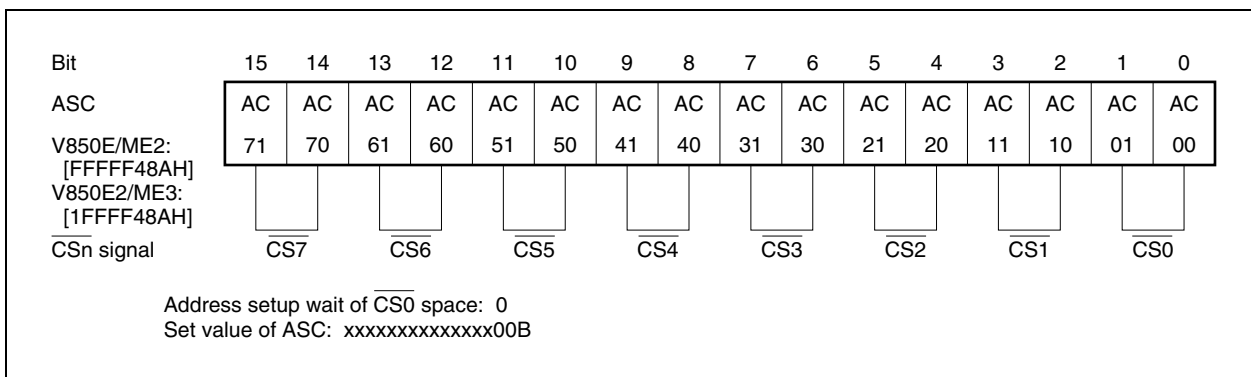 Bit 15 14 13 12 11 10 9 8 7 6 5 4 3 2 1 0
ASC AC AC AC AC AC AC AC AC AC AC AC AC AC AC AC AC
V850E/ME2: 71 70 61 60 51 50 41 40 31 30 21 20 11 10 01 00
[FFFFF48AH]
V850E2/ME3:
[1FFFF48AH]
CSn signal CS7 CS6 CS5 CS4 CS3 CS2 CS1 CS0
Address setup wait of CS0 space: 0
Set value of ASC: xxxxxxxxxxxxxx00B